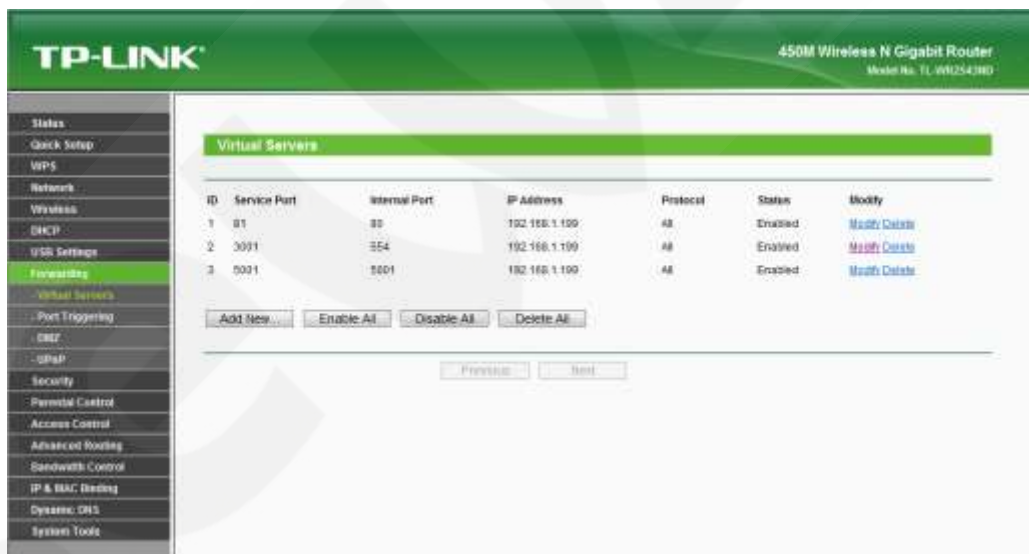 TP-LINK
450M Wireless N Gigabit Router
Model No. TL-WR2543ND
Status
Quick Setup
WPS
Network
Wireless
DHCP
USB Settings
Forwarding
- Virtual Servers
- Port Triggering
- DMZ
- UPnP
Security
Parental Control
Access Control
Advanced Routing
Bandwidth Control
IP & MAC Binding
Dynamic DNS
System Tools
Virtual Servers
ID Service Port Internal Port IP Address Protocol Status Modify
1 81 80 192.168.1.199 All Enabled Modify Delete
2 3001 554 192.168.1.199 All Enabled Modify Delete
3 5001 5001 192.168.1.199 All Enabled Modify Delete
Add New... Enable All Disable All Delete All
Previous Next